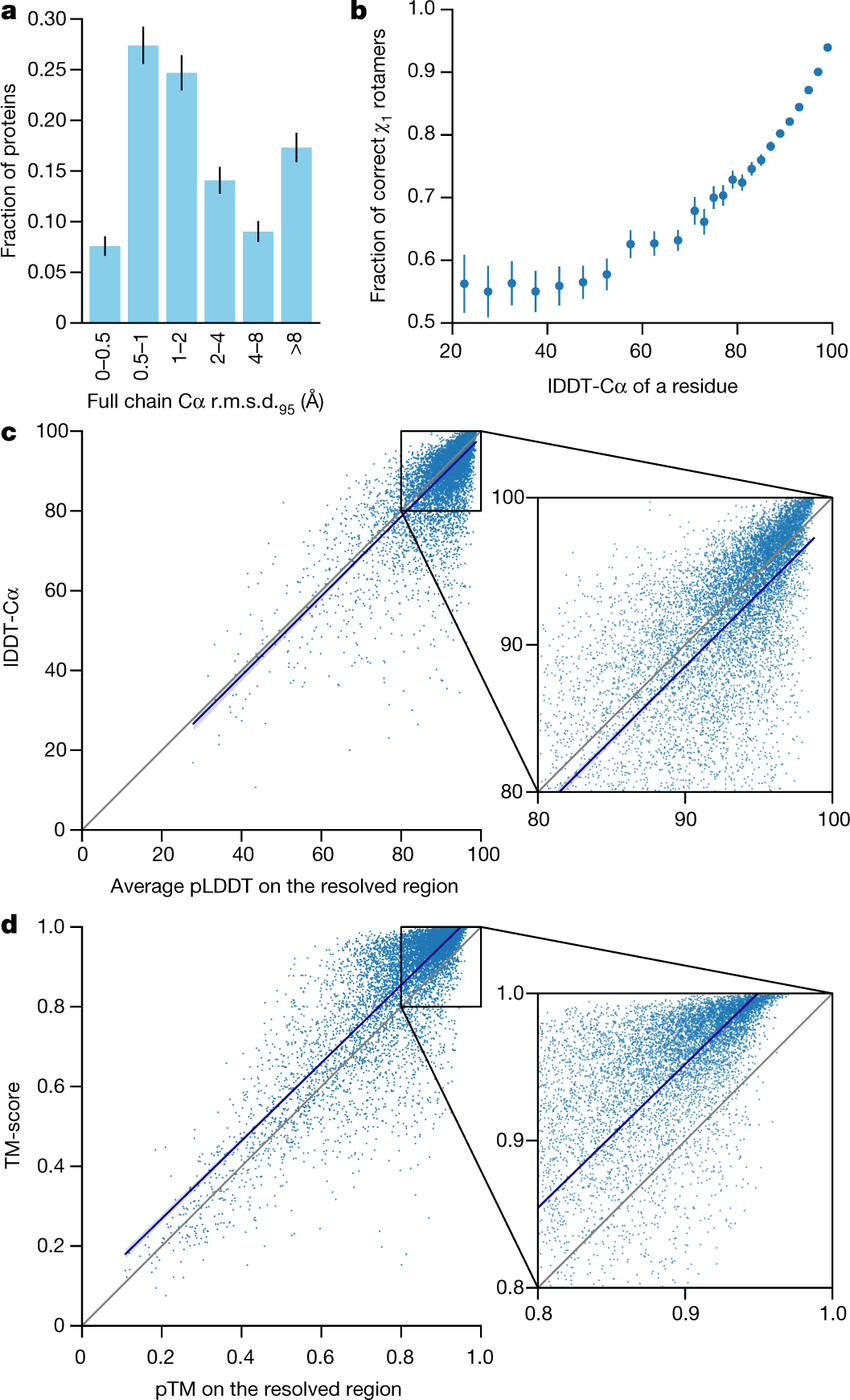 a
0.30
0.25
0.20
0.15
0.10
0.05
0
Fraction of proteins
0–0.5
0.5–1
1–2
2–4
4–8
>8
Full chain Cα r.m.s.d.95 (Å)
b
1.0
0.9
0.8
0.7
0.6
0.5
Fraction of correct χ1 rotamers
20 40 60 80 100
lDDT-Cα of a residue
c
100
80
60
40
20
0
lDDT-Cα
0 20 40 60 80 100
Average pLDDT on the resolved region
100
90
80
80 90 100
d
1.0
0.8
0.6
0.4
0.2
0
TM-score
0 0.2 0.4 0.6 0.8 1.0
pTM on the resolved region
1.0
0.9
0.8
0.8 0.9 1.0